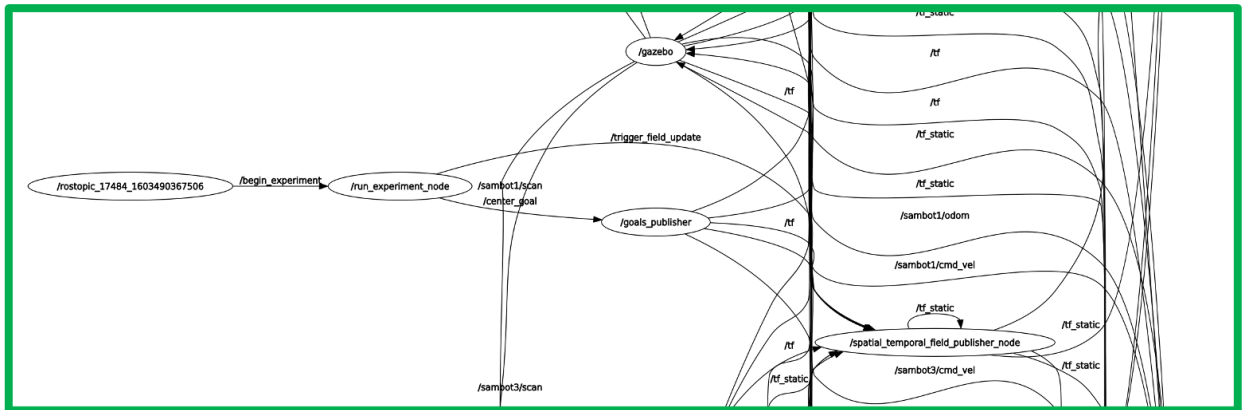 /tf_static
/gazebo
/tf
/tf
/tf
/trigger_field_update
/tf_static
/begin_experiment
/rostopic_17484_1603490367506
/run_experiment_node
/sambot1/scan
/tf_static
/center_goal
/goals_publisher
/tf
/sambot1/odom
/sambot1/cmd_vel
/tf_static
/tf_static
/spatial_temporal_field_publisher_node
/tf
/tf_static
/tf_static
/sambot3/cmd_vel
/sambot3/scan